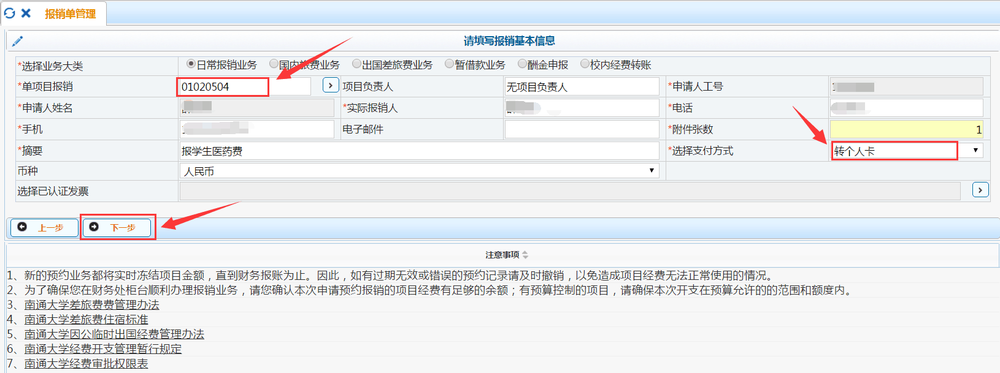 报销单管理
请填写报销基本信息
*选择业务大类 日常报销业务 国内旅费业务 出国差旅费业务 暂借款业务 酬金申报 校内经费转账
*单项目报销 01020504 项目负责人 无项目负责人 *申请人工号
*申请人姓名 *实际报销人 *电话
*手机 电子邮件 *附件张数 1
*摘要 报学生医药费 *选择支付方式 转个人卡
币种 人民币
选择已认证发票
上一步 下一步
注意事项
1、新的预约业务都将实时冻结项目金额，直到财务报账为止。因此，如有过期无效或错误的预约记录请及时撤销，以免造成项目经费无法正常使用的情况。
2、为了确保您在财务处柜台顺利办理报销业务，请您确认本次申请预约报销的项目经费有足够的余额；有预算控制的项目，请确保本次开支在预算允许的的范围和额度内。
3、南通大学差旅费费管理办法
4、南通大学差旅费住宿标准
5、南通大学因公临时出国经费管理办法
6、南通大学经费开支管理暂行规定
7、南通大学经费审批权限表